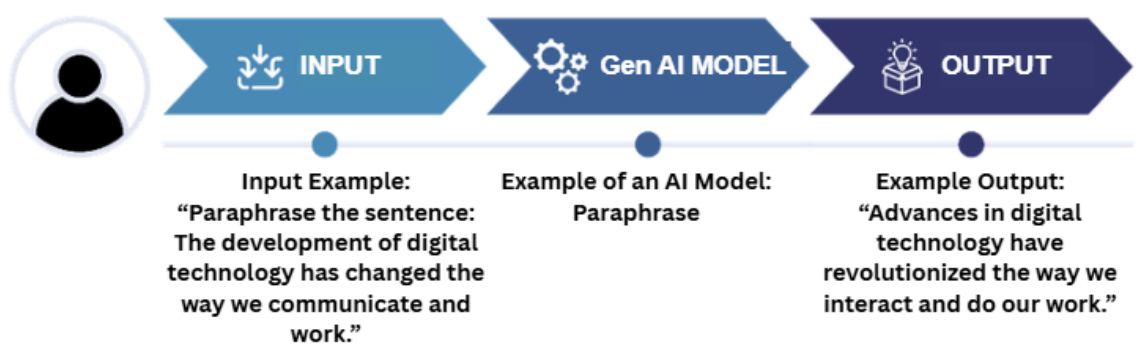 INPUT
Gen AI MODEL
OUTPUT
Input Example:
“Paraphrase the sentence:
The development of digital
technology has changed the
way we communicate and
work.”
Example of an AI Model:
Paraphrase
Example Output:
“Advances in digital
technology have
revolutionized the way we
interact and do our work.”